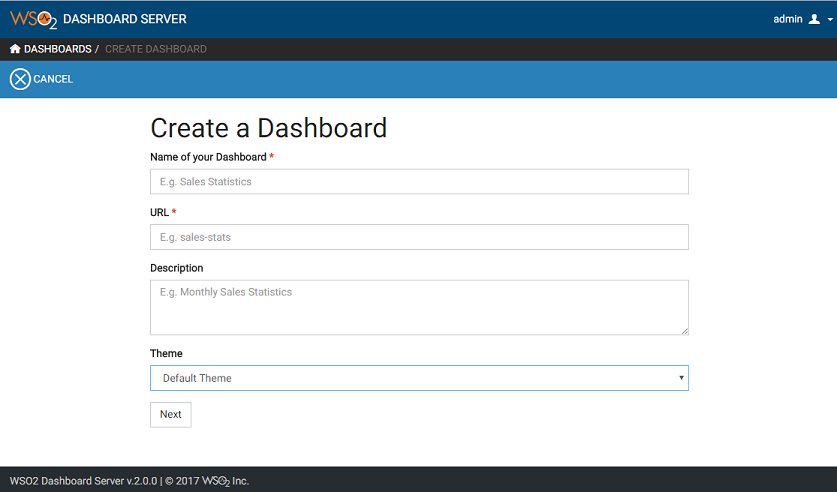 WSO2 DASHBOARD SERVER
admin
DASHBOARDS / CREATE DASHBOARD
CANCEL
Create a Dashboard
Name of your Dashboard *
E.g. Sales Statistics
URL *
E.g. sales-stats
Description
E.g. Monthly Sales Statistics
Theme
Default Theme
Next
WSO2 Dashboard Server v.2.0.0 | © 2017 WSO2 Inc.